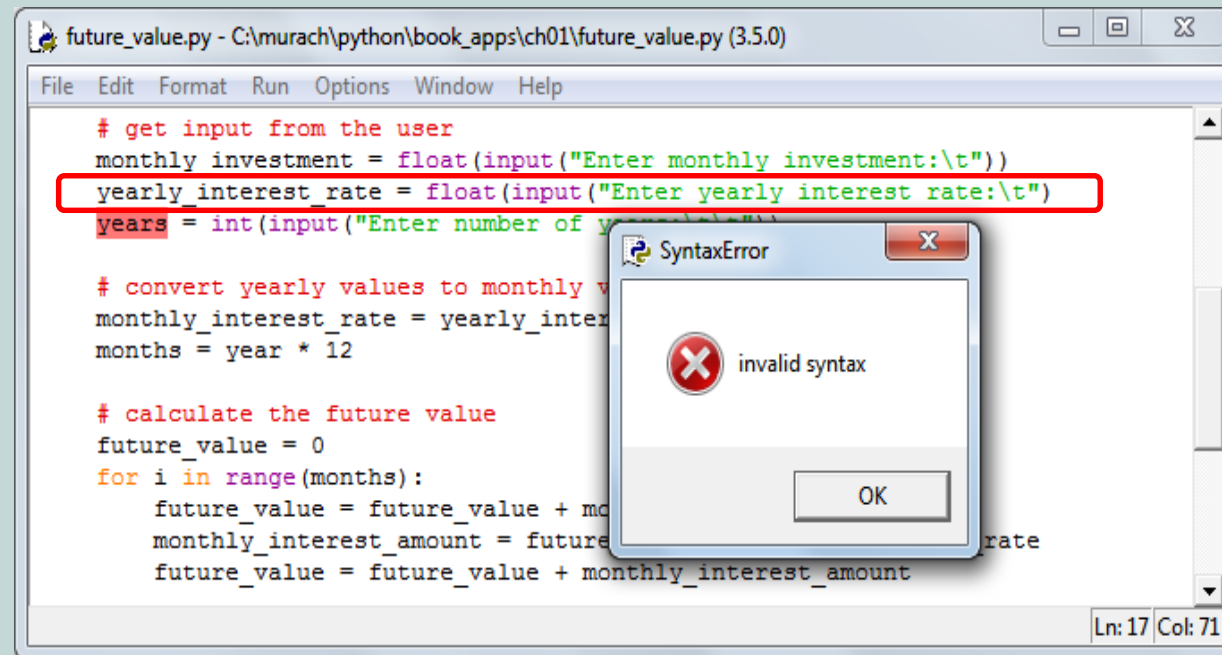 future_value.py - C:\murach\python\book_apps\ch01\future_value.py (3.5.0)
File Edit Format Run Options Window Help
# get input from the user
monthly_investment = float(input("Enter monthly investment:\t"))
yearly_interest_rate = float(input("Enter yearly interest rate:\t")
years = int(input("Enter number of
SyntaxError
# convert yearly values to monthly
monthly_interest_rate =
invalid syntax
months = year * 12
# calculate the future value
future_value = 0
for i in range(months):
OK
future_value = future_value +
monthly_interest_amount = future rate
future_value = future_value + monthly_interest_amount
Ln: 17 Col: 71